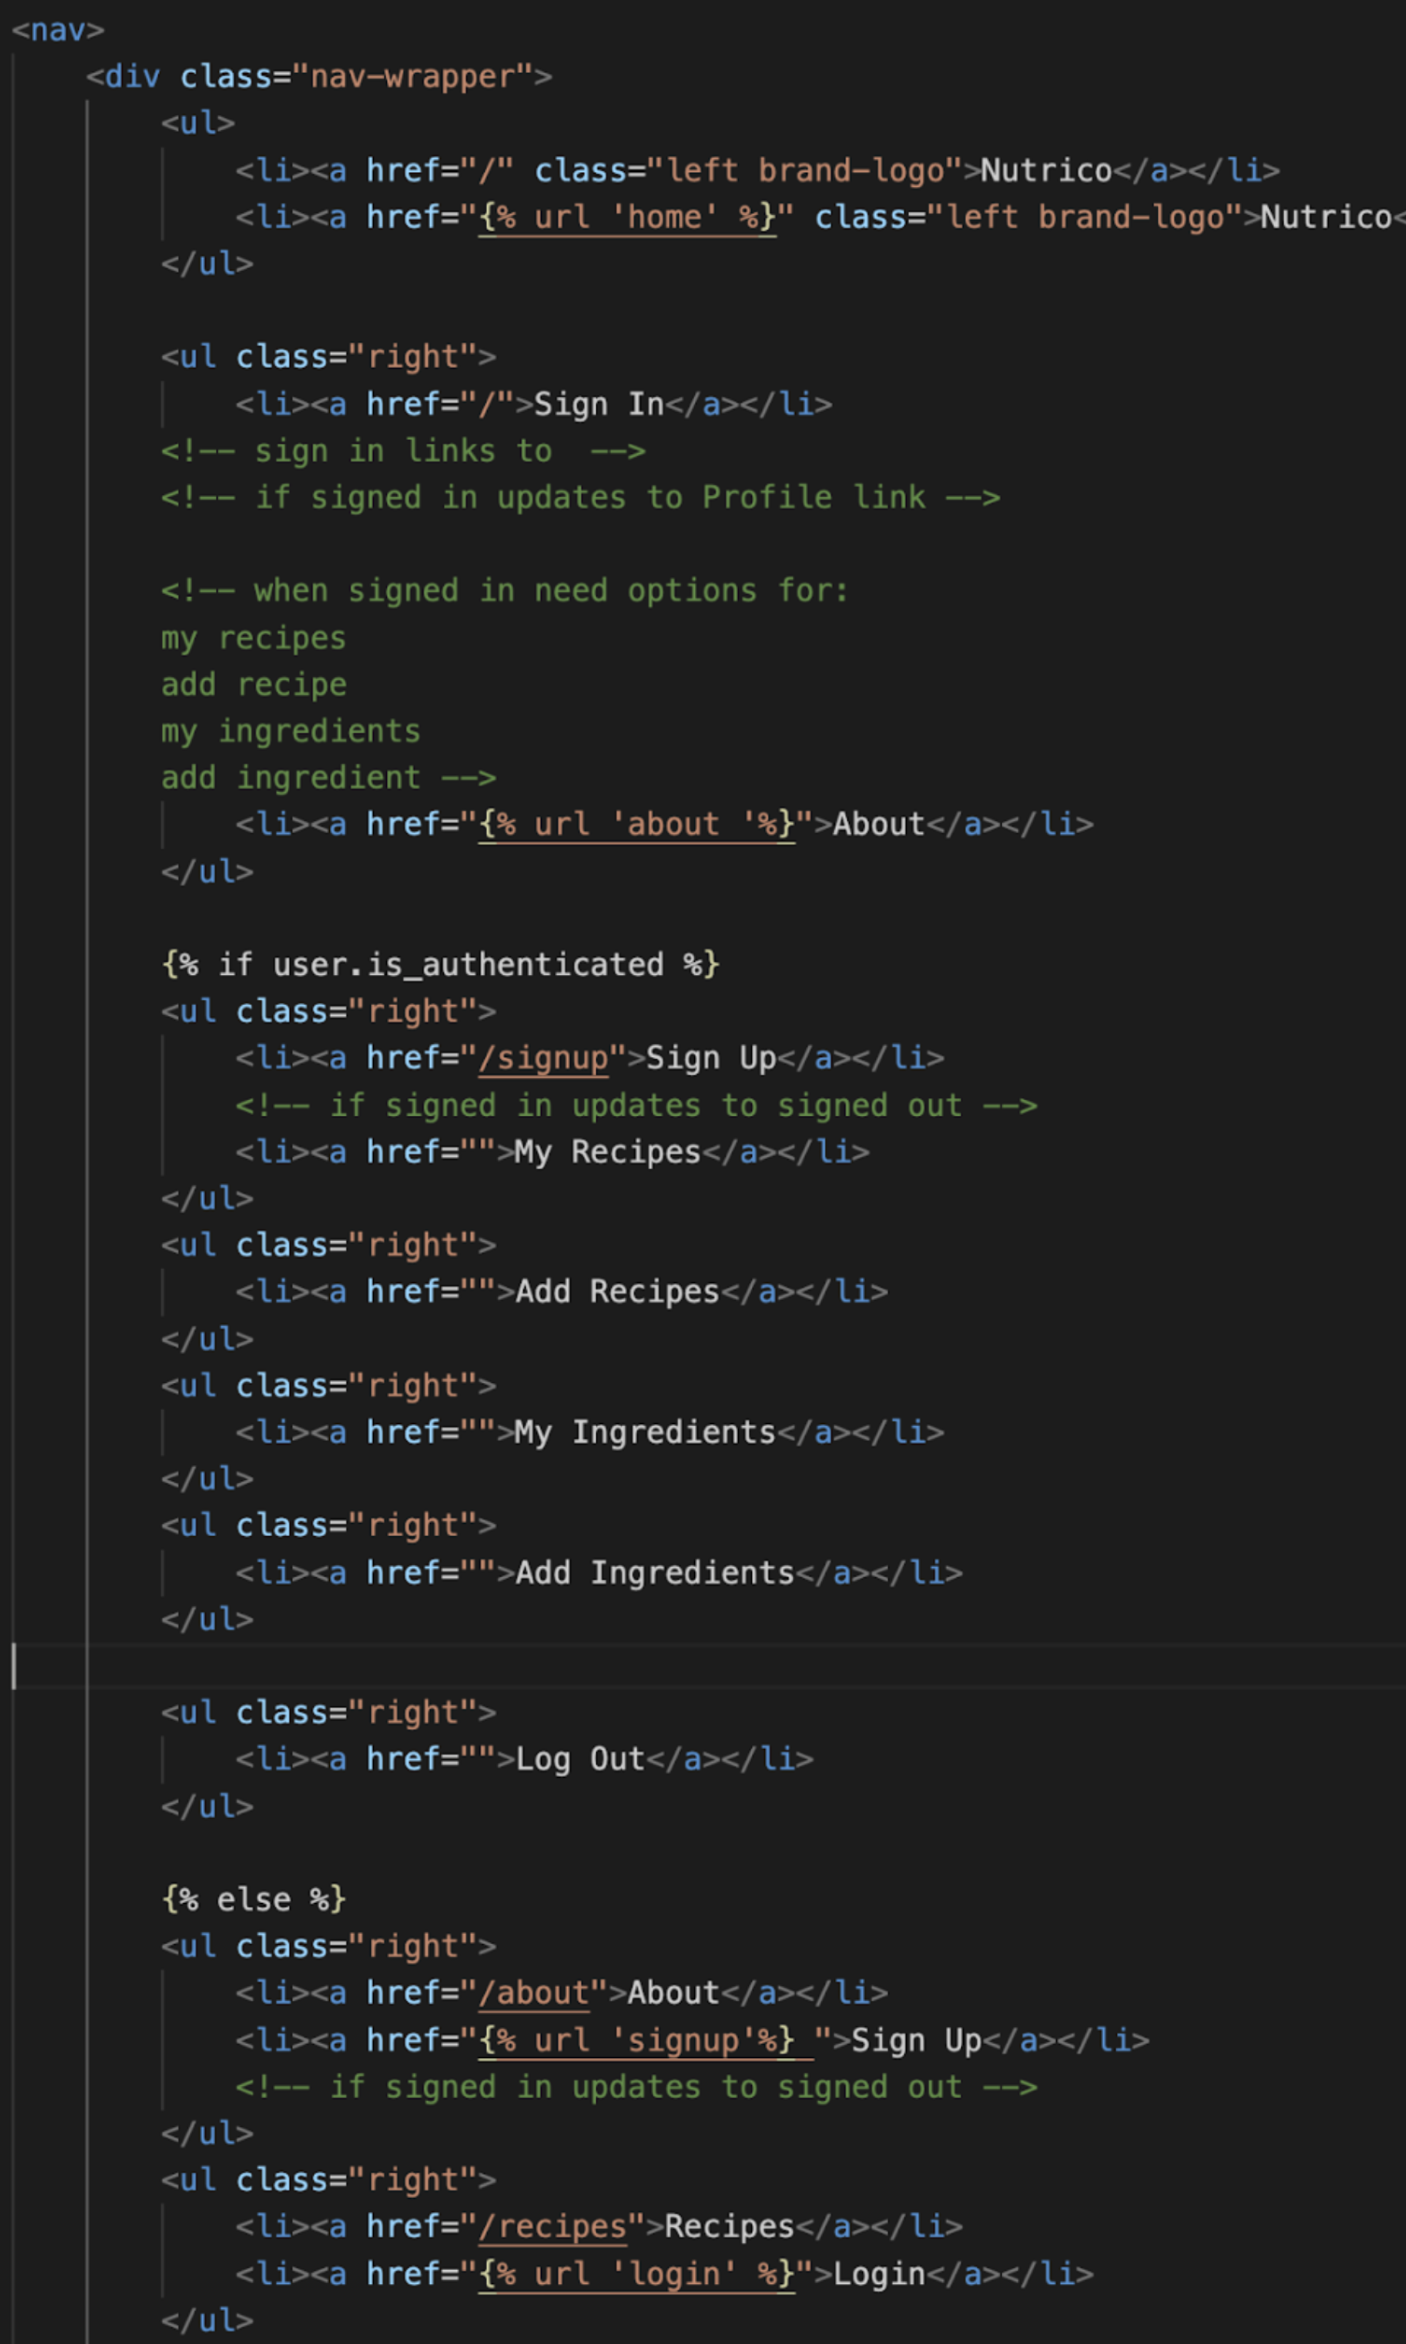 <nav>
<div class="nav-wrapper">
<ul>
<li><a href="/" class="left brand-logo">Nutrico</a></li>
<li><a href="{% url 'home' %}" class="left brand-logo">Nutrico<
</ul>
<ul class="right">
<li><a href="/">Sign In</a></li>
<!-- sign in links to  -->
<!-- if signed in updates to Profile link -->
<!-- when signed in need options for:
my recipes
add recipe
my ingredients
add ingredient -->
<li><a href="{% url 'about '%}">About</a></li>
</ul>
{% if user.is_authenticated %}
<ul class="right">
<li><a href="/signup">Sign Up</a></li>
<!-- if signed in updates to signed out -->
<li><a href="">My Recipes</a></li>
</ul>
<ul class="right">
<li><a href="">Add Recipes</a></li>
</ul>
<ul class="right">
<li><a href="">My Ingredients</a></li>
</ul>
<ul class="right">
<li><a href="">Add Ingredients</a></li>
</ul>
<ul class="right">
<li><a href="">Log Out</a></li>
</ul>
{% else %}
<ul class="right">
<li><a href="/about">About</a></li>
<li><a href="{% url 'signup'%} ">Sign Up</a></li>
<!-- if signed in updates to signed out -->
</ul>
<ul class="right">
<li><a href="/recipes">Recipes</a></li>
<li><a href="{% url 'login' %}">Login</a></li>
</ul>